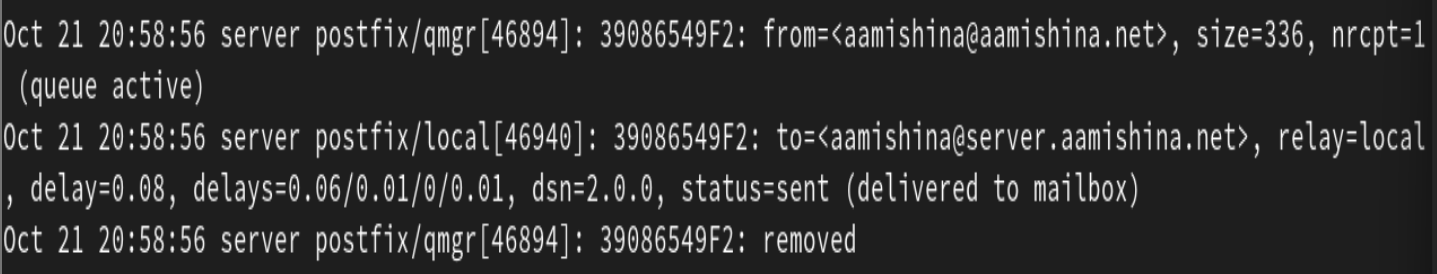 Oct 21 20:58:56 server postfix/qmgr[46894]: 39086549F2: from=<aamishina@aamishina.net>, size=336, nrcpt=1
(queue active)
Oct 21 20:58:56 server postfix/local[46940]: 39086549F2: to=<aamishina@server.aamishina.net>, relay=local
, delay=0.08, delays=0.06/0.01/0/0.01, dsn=2.0.0, status=sent (delivered to mailbox)
Oct 21 20:58:56 server postfix/qmgr[46894]: 39086549F2: removed